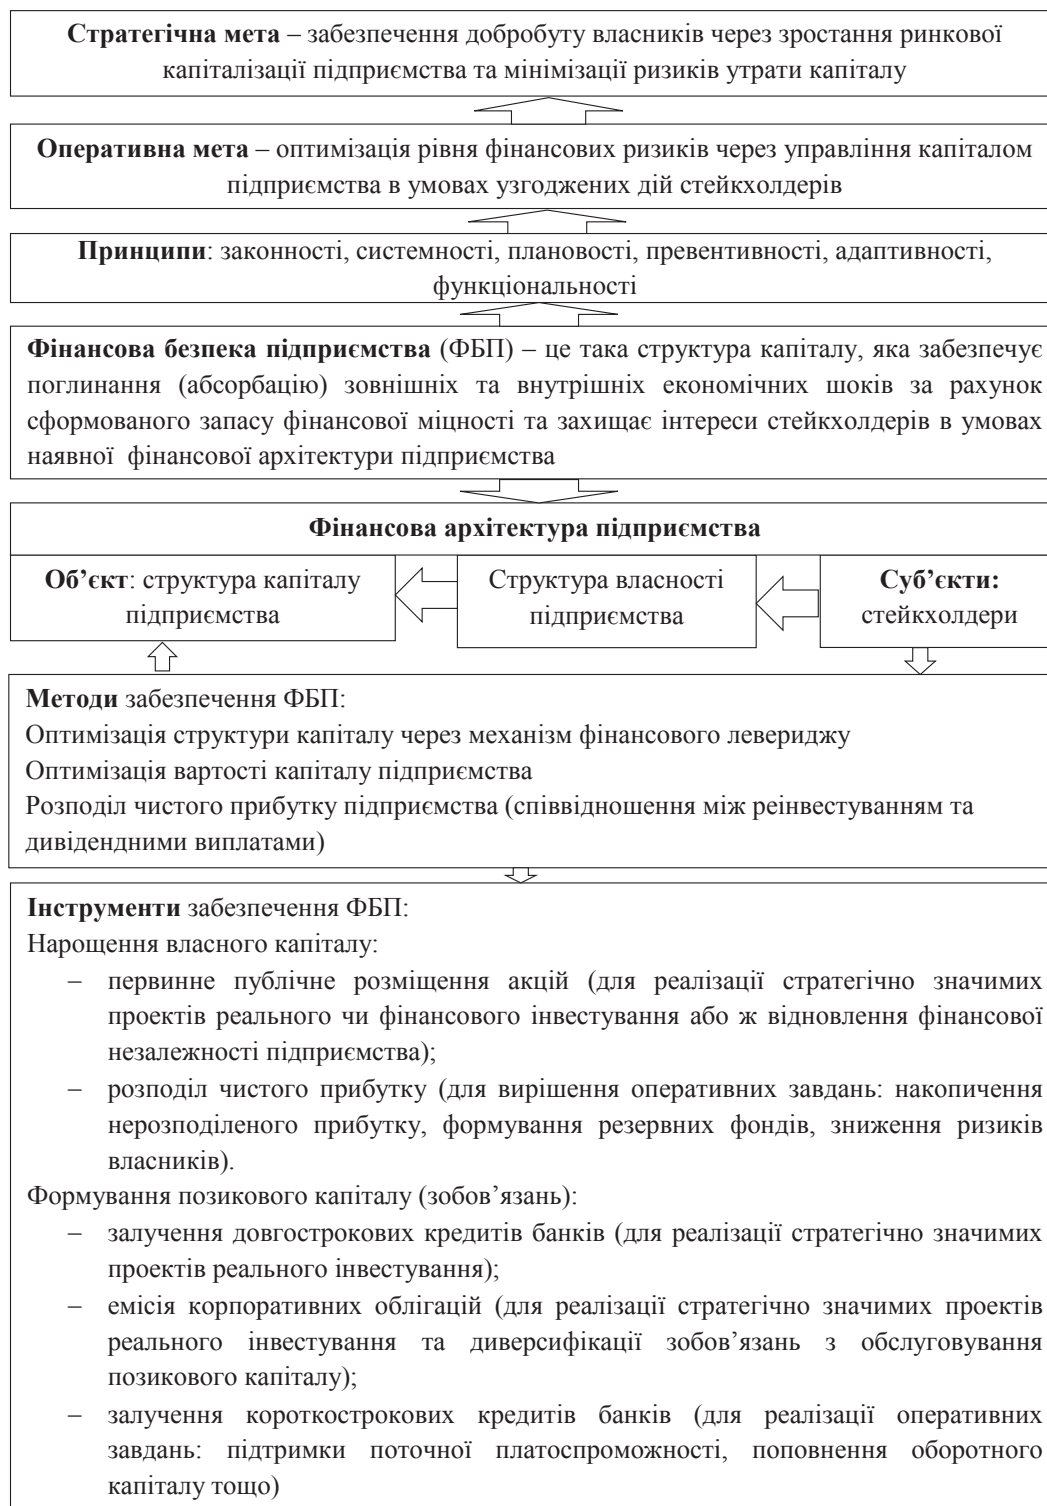 Стратегічна мета – забезпечення добробуту власників через зростання ринкової
капіталізації підприємства та мінімізації ризиків утрати капіталу
Оперативна мета – оптимізація рівня фінансових ризиків через управління капіталом
підприємства в умовах узгоджених дій стейкхолдерів
Принципи: законності, системності, плановості, превентивності, адаптивності,
функціональності
Фінансова безпека підприємства (ФБП) – це така структура капіталу, яка забезпечує
поглинання (абсорбацію) зовнішніх та внутрішніх економічних шоків за рахунок
сформованого запасу фінансової міцності та захищає інтереси стейкхолдерів в умовах
наявної фінансової архітектури підприємства
Фінансова архітектура підприємства
Об’єкт: структура капіталу
підприємства
Структура власності
підприємства
Суб’єкти:
стейкхолдери
Методи забезпечення ФБП:
Оптимізація структури капіталу через механізм фінансового левериджу
Оптимізація вартості капіталу підприємства
Розподіл чистого прибутку підприємства (співвідношення між реінвестуванням та
дивідендними виплатами)
Інструменти забезпечення ФБП:
Нарощення власного капіталу:
– первинне публічне розміщення акцій (для реалізації стратегічно значимих
проектів реального чи фінансового інвестування або ж відновлення фінансової
незалежності підприємства);
– розподіл чистого прибутку (для вирішення оперативних завдань: накопичення
нерозподіленого прибутку, формування резервних фондів, зниження ризиків
власників).
Формування позикового капіталу (зобов’язань):
– залучення довгострокових кредитів банків (для реалізації стратегічно значимих
проектів реального інвестування);
– емісія корпоративних облігацій (для реалізації стратегічно значимих проектів
реального інвестування та диверсифікації зобов’язань з обслуговування
позикового капіталу);
– залучення короткострокових кредитів банків (для реалізації оперативних
завдань: підтримки поточної платоспроможності, поповнення оборотного
капіталу тощо)